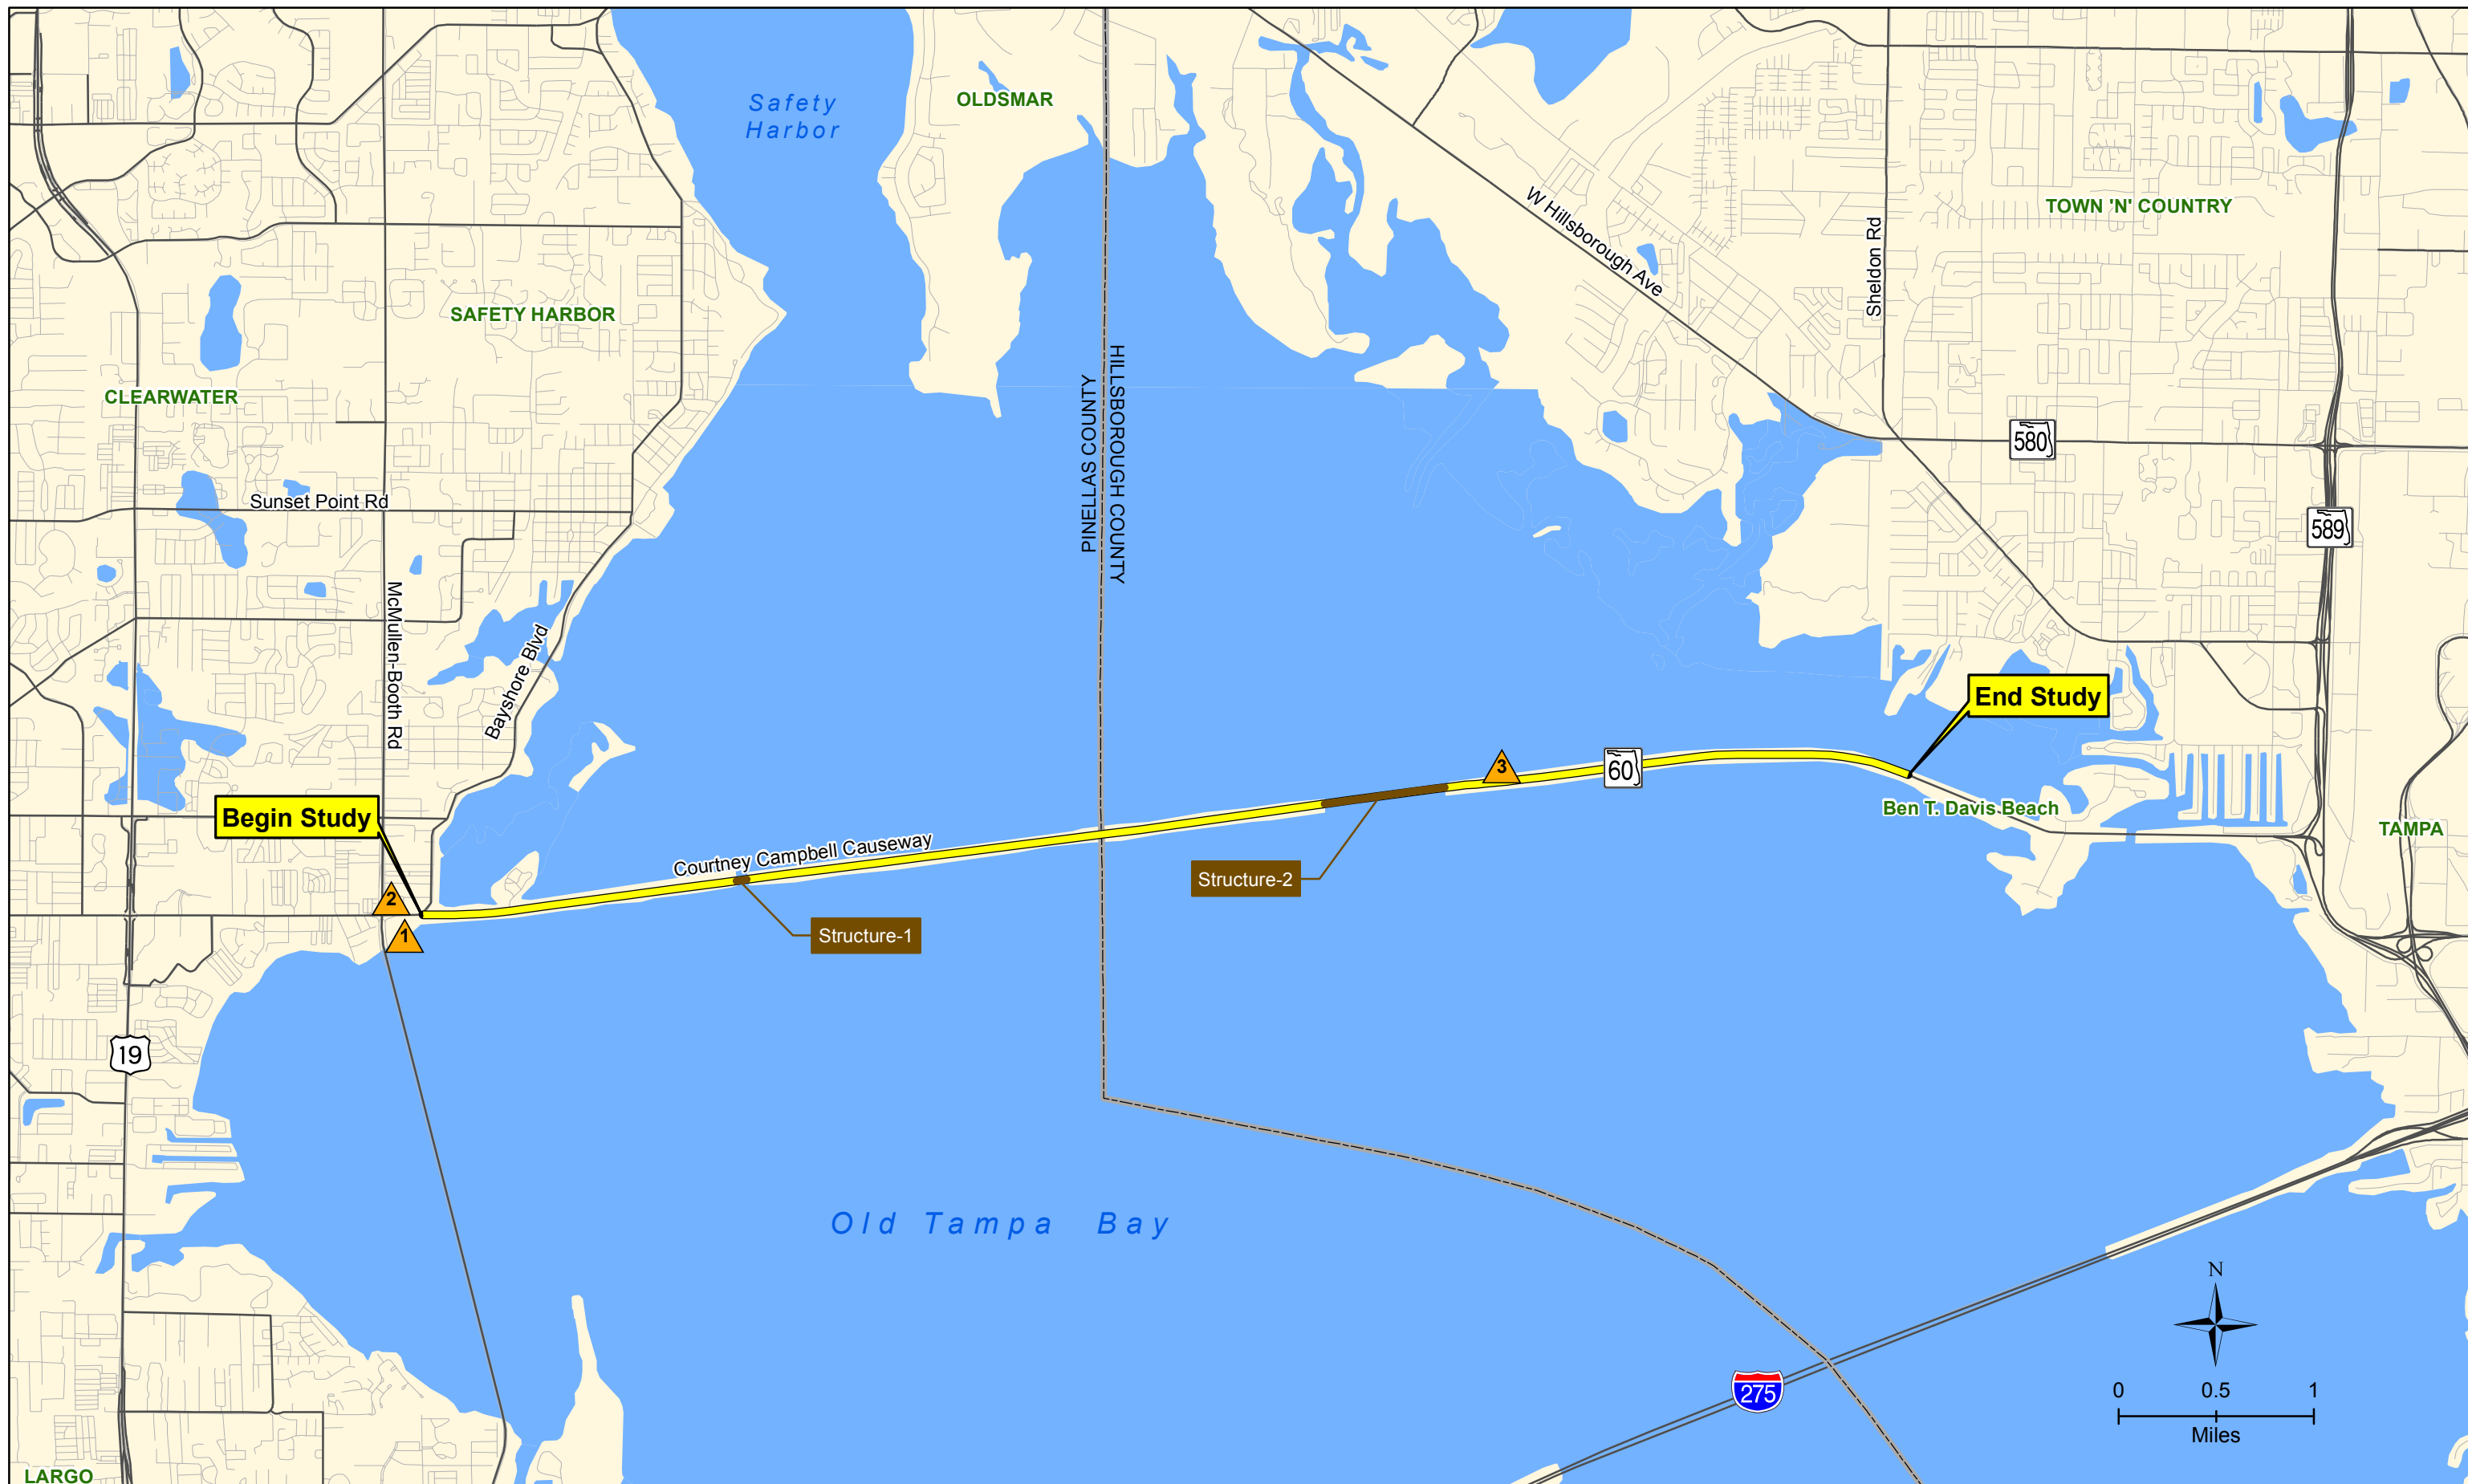 Safety
Harbor
OLDSMAR
TOWN 'N' COUNTRY
W Hillsborough Ave
Sheldon Rd
SAFETY HARBOR
CLEARWATER
PINELLAS COUNTY
HILLSBOROUGH COUNTY
580
Sunset Point Rd
589
McMullen-Booth Rd
Bayshore Blvd
End Study
3
60
Begin Study
Ben T. Davis Beach
TAMPA
Courtney Campbell Causeway
Structure-2
2
1
Structure-1
19
Old Tampa Bay
N
275
0 0.5 1
Miles
LARGO